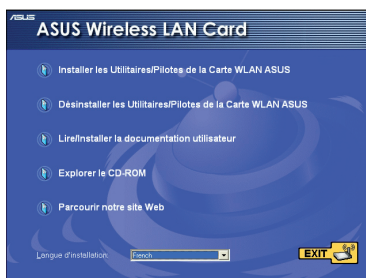 ASUS
ASUS Wireless LAN Card
Installer les Utilitaires/Pilotes de la Carte WLAN ASUS
Désinstaller les Utilitaires/Pilotes de la Carte WLAN ASUS
Lire/Installer la documentation utilisateur
Explorer le CD-ROM
Parcourir notre site Web
Langue d'installation
French
EXIT